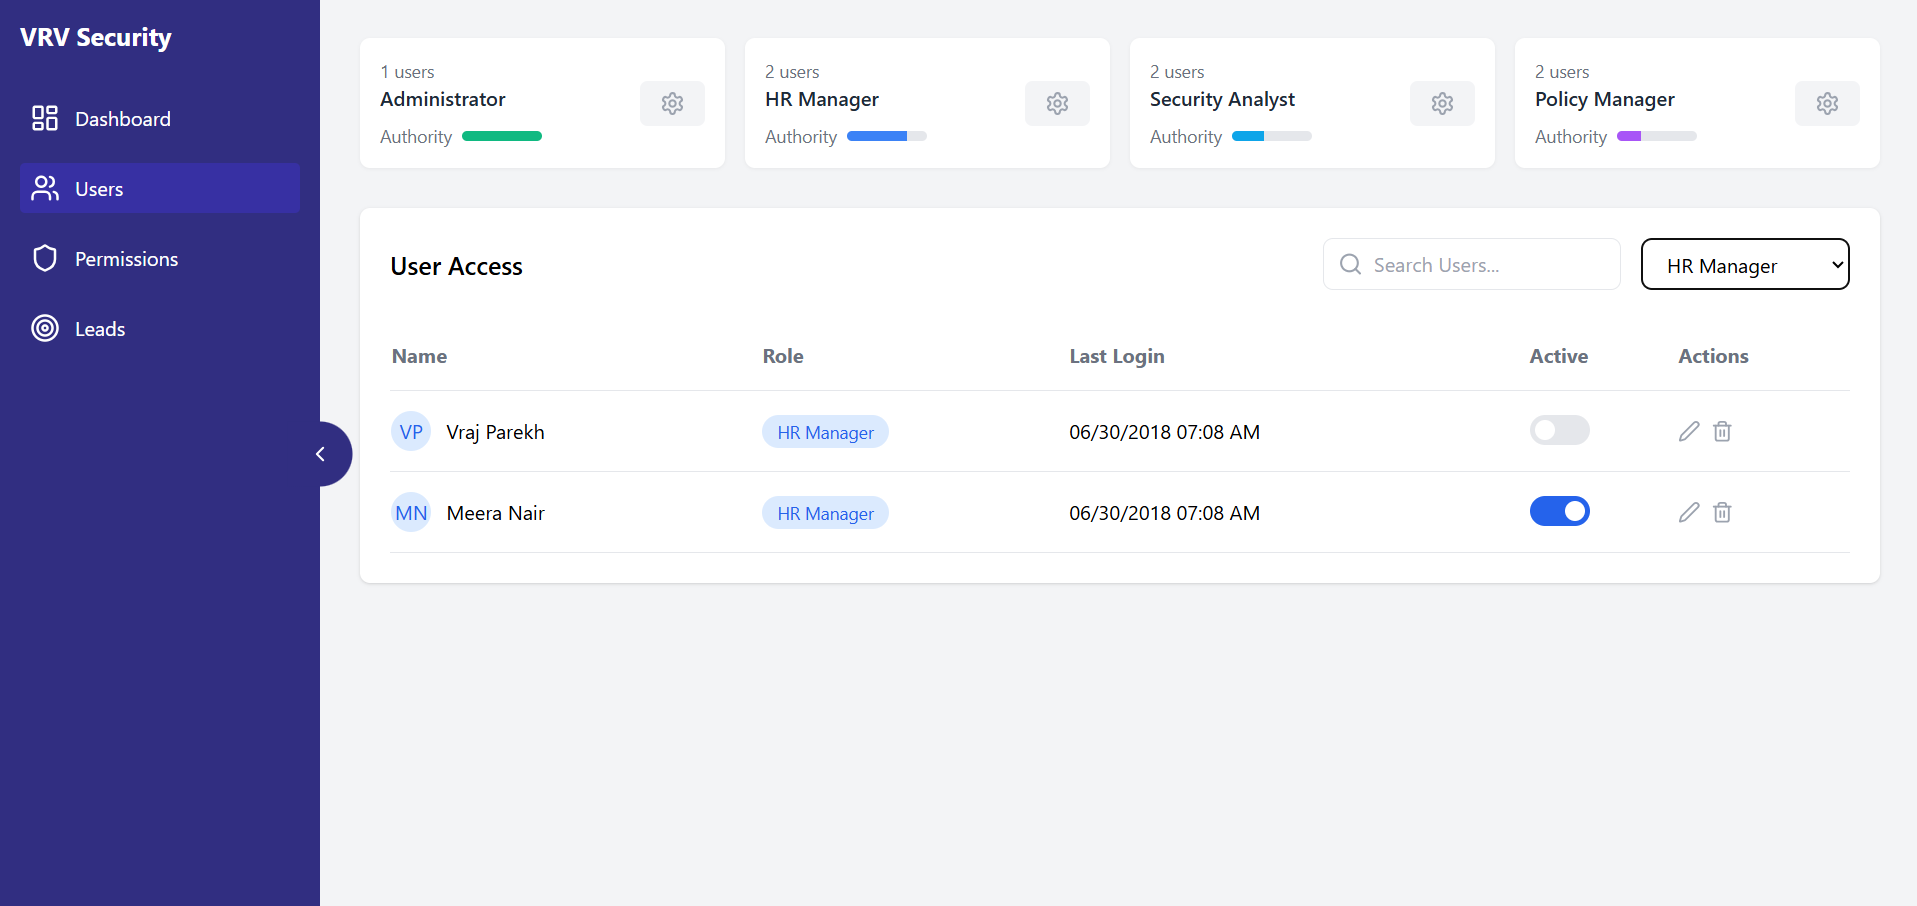 VRV Security
Dashboard
Users
Permissions
Leads
1 users
Administrator
Authority
2 users
HR Manager
Authority
2 users
Security Analyst
Authority
2 users
Policy Manager
Authority
User Access
Search Users...
HR Manager
Name Role Last Login Active Actions
VP Vraj Parekh HR Manager 06/30/2018 07:08 AM
MN Meera Nair HR Manager 06/30/2018 07:08 AM